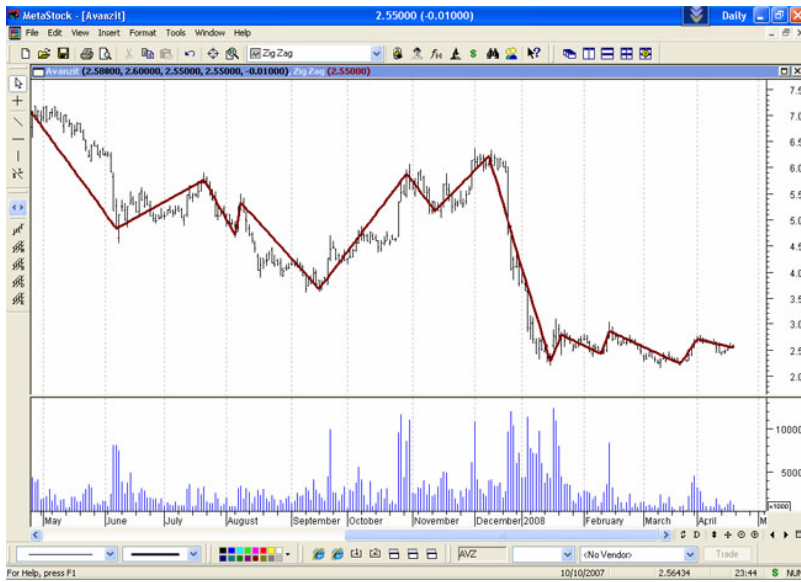 MetaStock - [Avanzit]
2.55000 (-0.01000)
Daily
File Edit View Insert Format Tools Window Help
Zig Zag
Avanzit (2.58000, 2.60000, 2.55000, 2.55000, -0.01000), Zig Zag (2.55000)
7.5
7.0
6.5
6.0
5.5
5.0
4.5
4.0
3.5
3.0
2.5
2.0
10000
5000
x1000
May June July August September October November December 2008 February March April M
D
AVZ <No Vendor> Trade
For Help, press F1 10/10/2007 2.56434 23:44 $ NUM